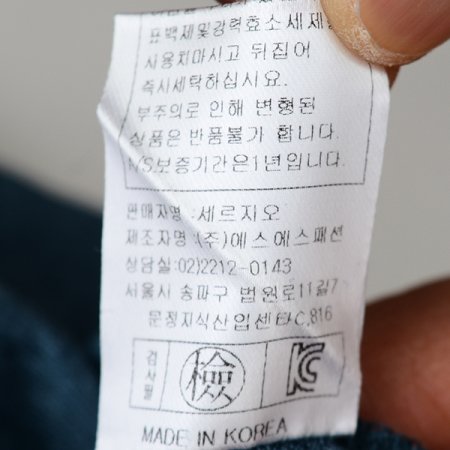 표백제및강력효소세제를
사용치마시고 뒤집어
즉시세탁하십시요.
부주의로 인해 변형된
상품은 반품불가 합니다.
A/S보증기간은1년입니다.
판매자명 : 세르지오
제조자명 :(주)에스에스패션
상담실:02)2212-0143
서울시 송파구 법원로11길7
문정지식산업센타C,816
검사필 檢 KC
MADE IN KOREA